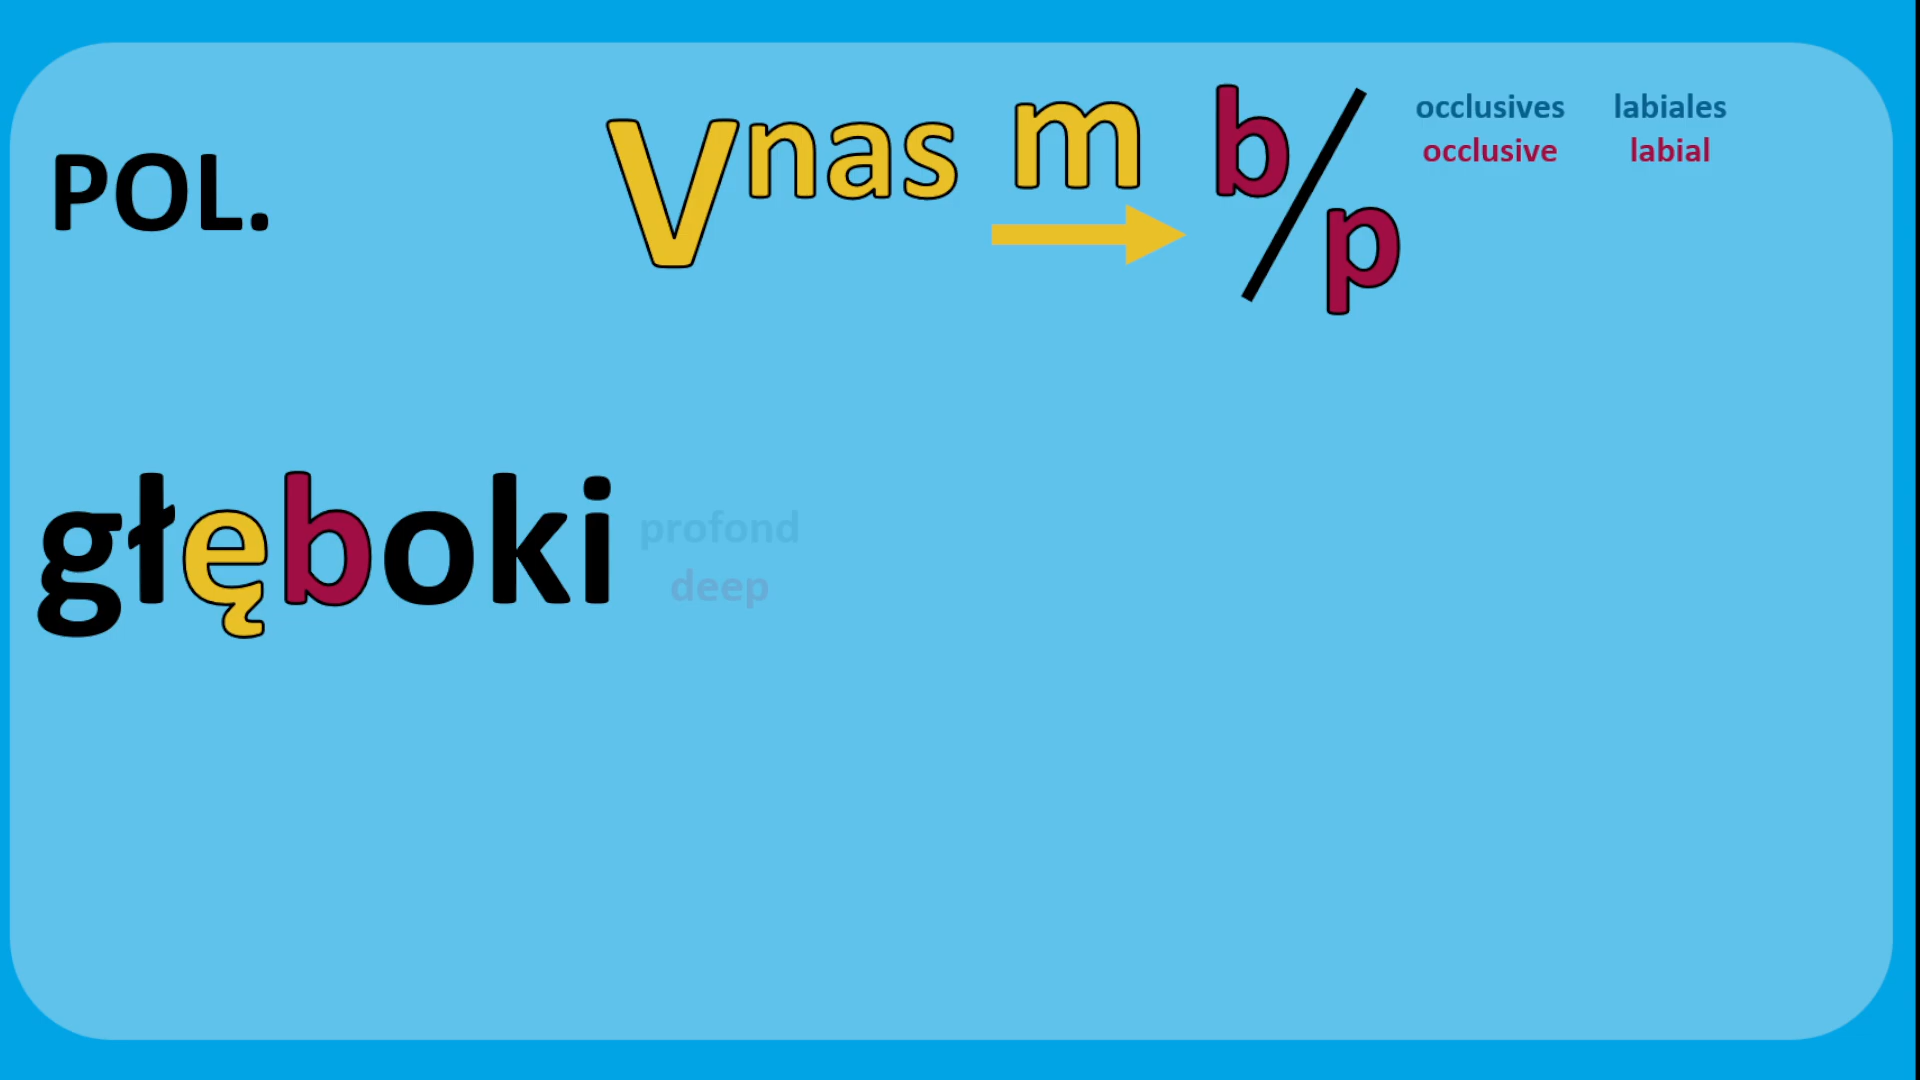 POL.
Vnas m b/p
occlusives labiales
occlusive labial
głęboki
profond
deep